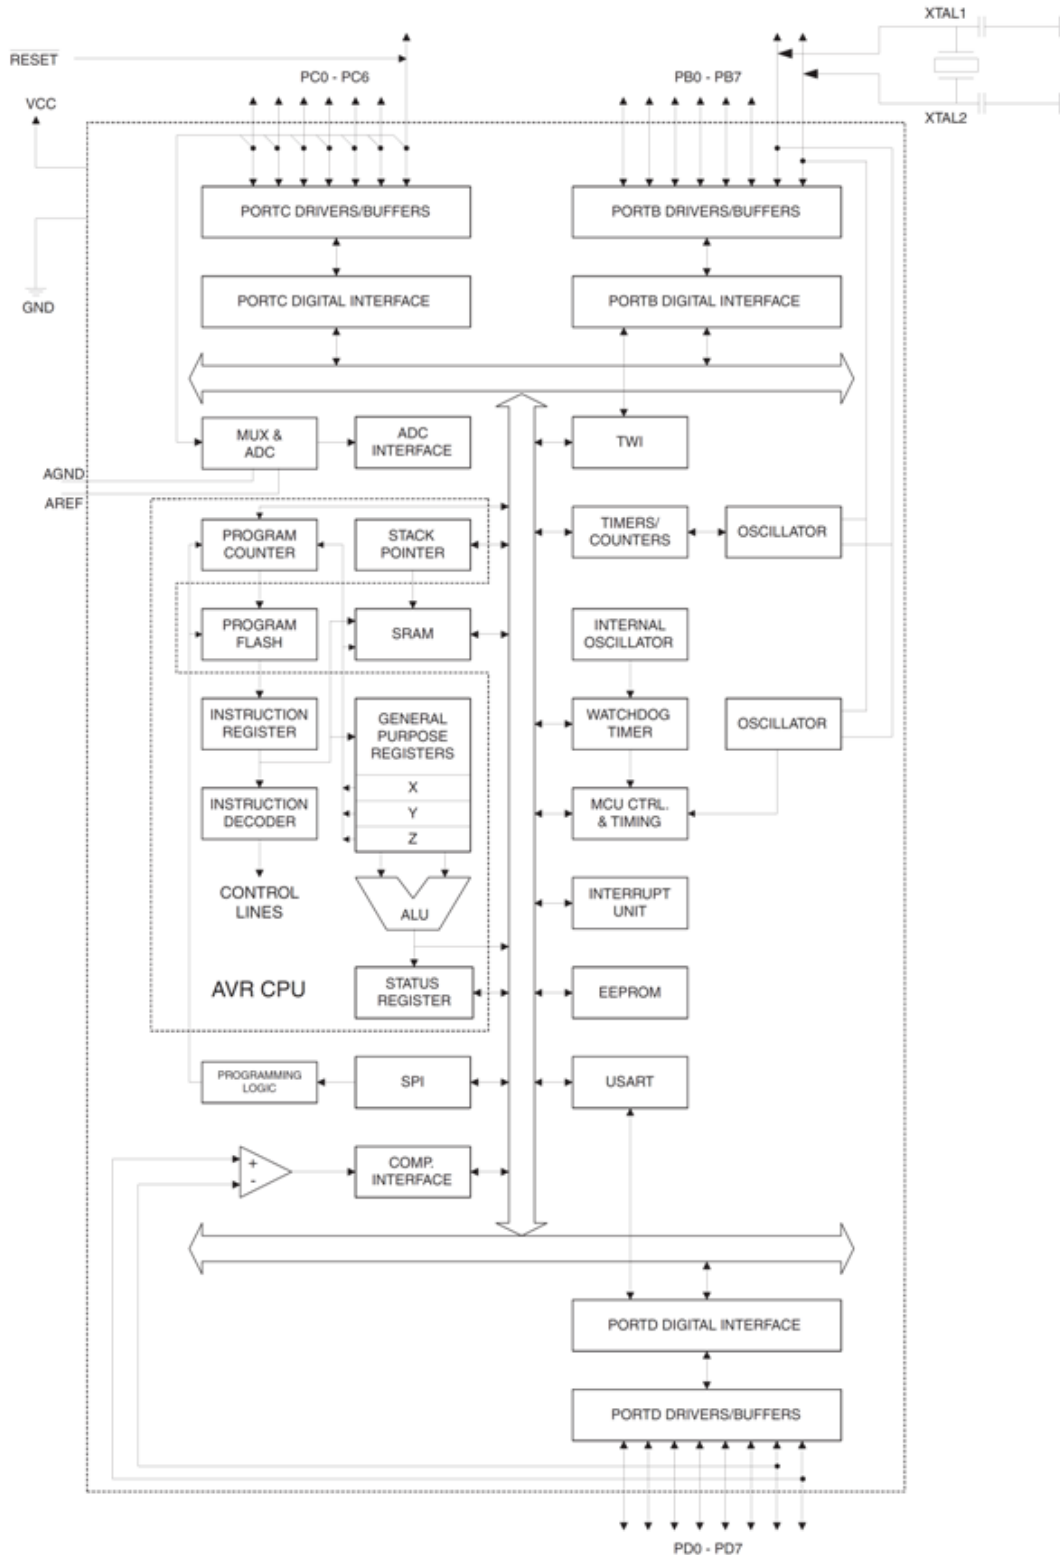 XTAL1
RESET
PC0 - PC6
PB0 - PB7
VCC
XTAL2
PORTC DRIVERS/BUFFERS
PORTB DRIVERS/BUFFERS
PORTC DIGITAL INTERFACE
PORTB DIGITAL INTERFACE
GND
MUX &
ADC
ADC
INTERFACE
TWI
AGND
AREF
PROGRAM
COUNTER
STACK
POINTER
TIMERS/
COUNTERS
OSCILLATOR
PROGRAM
FLASH
SRAM
INTERNAL
OSCILLATOR
INSTRUCTION
REGISTER
GENERAL
PURPOSE
REGISTERS
WATCHDOG
TIMER
OSCILLATOR
X
Y
Z
INSTRUCTION
DECODER
MCU CTRL.
& TIMING
CONTROL
LINES
ALU
INTERRUPT
UNIT
AVR CPU
STATUS
REGISTER
EEPROM
PROGRAMMING
LOGIC
SPI
USART
+
-
COMP.
INTERFACE
PORTD DIGITAL INTERFACE
PORTD DRIVERS/BUFFERS
PD0 - PD7